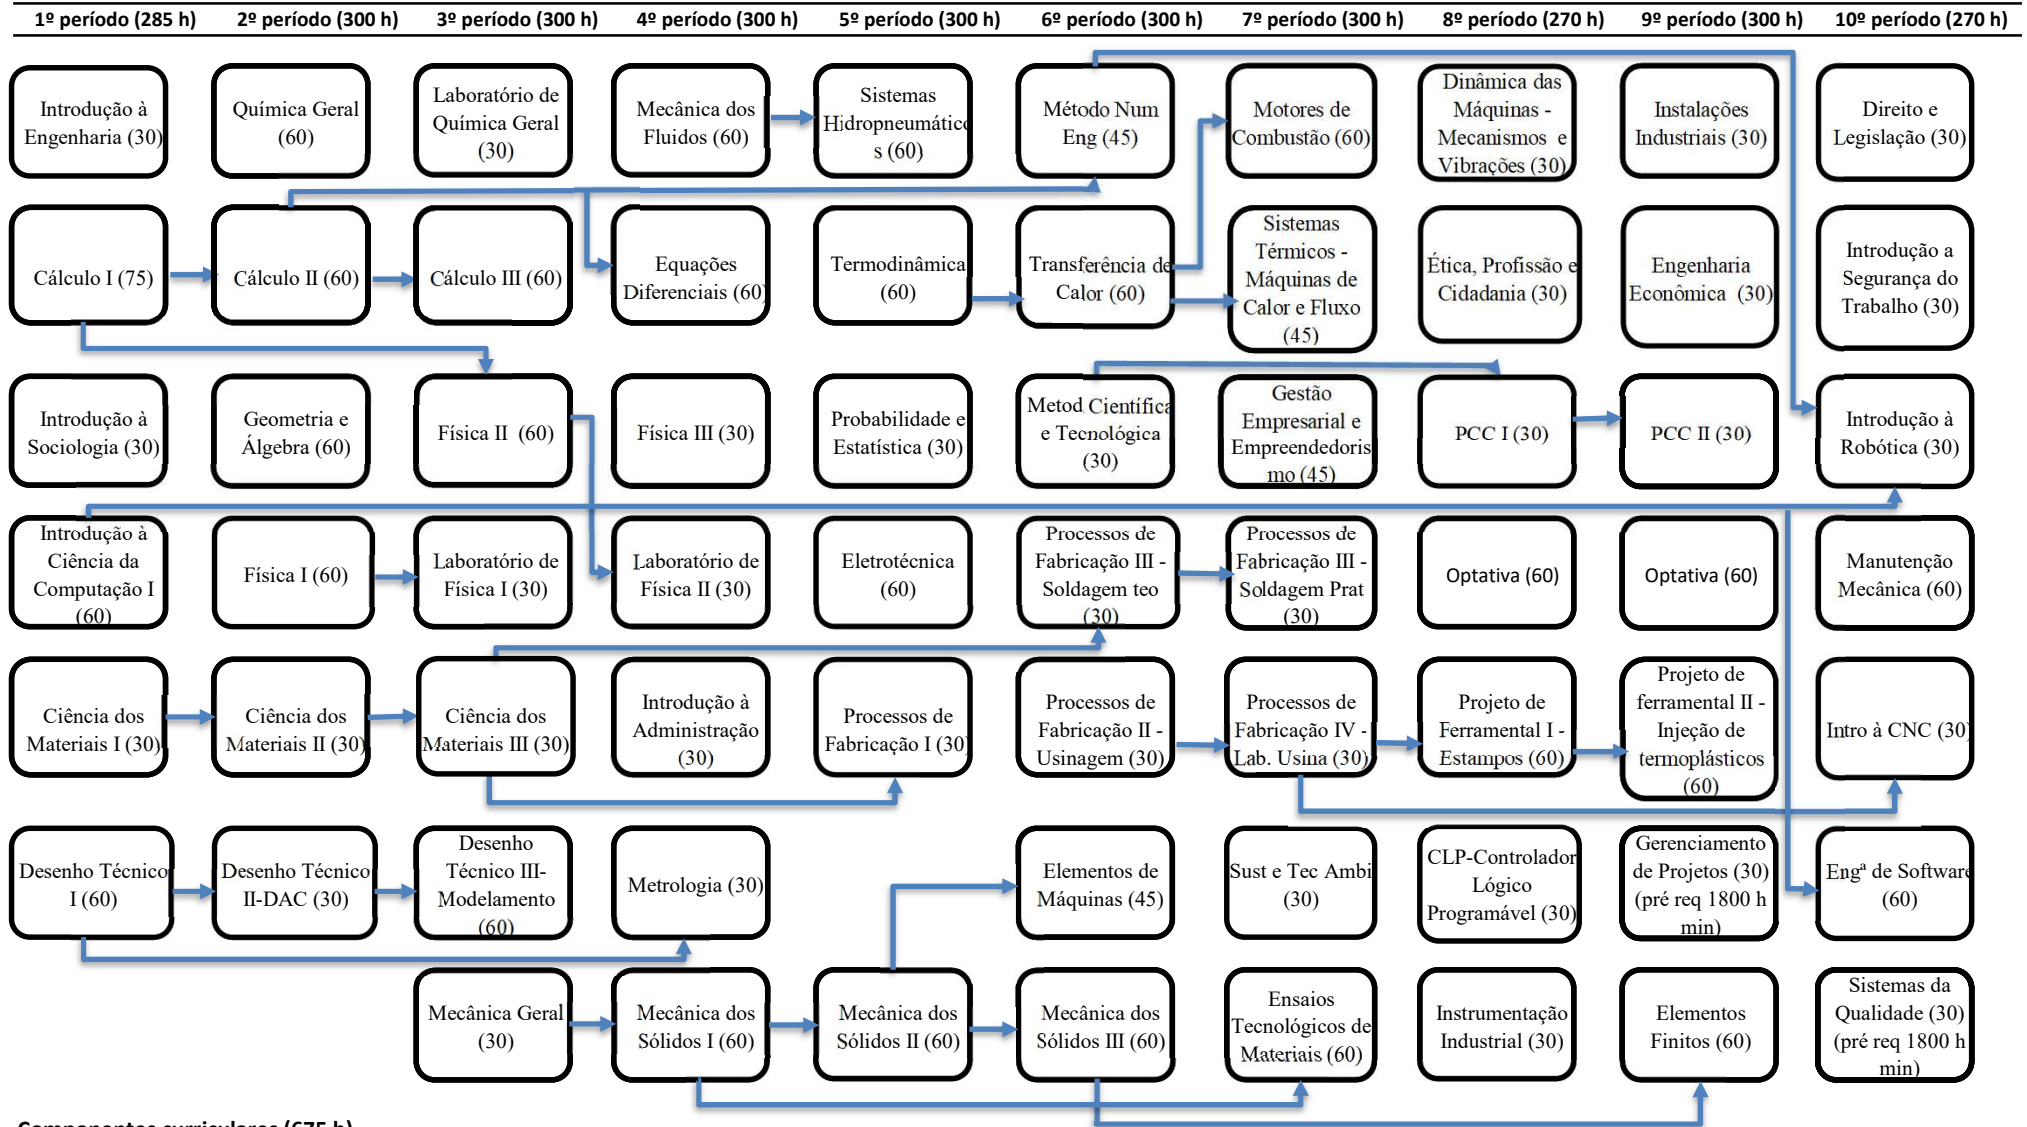 1º período (285 h) 2º período (300 h) 3º período (300 h) 4º período (300 h) 5º período (300 h) 6º período (300 h) 7º período (300 h) 8º período (270 h) 9º período (300 h) 10º período (270 h)
Introdução à
Engenharia (30)
Química Geral
(60)
Laboratório de
Química Geral
(30)
Mecânica dos
Fluidos (60)
Sistemas
Hidropneumático
s (60)
Método Num
Eng (45)
Motores de
Combustão (60)
Dinâmica das
Máquinas -
Mecanismos e
Vibrações (30)
Instalações
Industriais (30)
Direito e
Legislação (30)
Cálculo I (75)
Cálculo II (60)
Cálculo III (60)
Equações
Diferenciais (60)
Termodinâmica
(60)
Transferência de
Calor (60)
Sistemas
Térmicos -
Máquinas de
Calor e Fluxo
(45)
Ética, Profissão e
Cidadania (30)
Engenharia
Econômica (30)
Introdução a
Segurança do
Trabalho (30)
Introdução à
Sociologia (30)
Geometria e
Álgebra (60)
Física II (60)
Física III (30)
Probabilidade e
Estatística (30)
Metod Científica
e Tecnológica
(30)
Gestão
Empresarial e
Empreendedoris
mo (45)
PCC I (30)
PCC II (30)
Introdução à
Robótica (30)
Introdução à
Ciência da
Computação I
(60)
Física I (60)
Laboratório de
Física I (30)
Laboratório de
Física II (30)
Eletrotécnica
(60)
Processos de
Fabricação III -
Soldagem teo
(30)
Processos de
Fabricação III -
Soldagem Prat
(30)
Optativa (60)
Optativa (60)
Manutenção
Mecânica (60)
Ciência dos
Materiais I (30)
Ciência dos
Materiais II (30)
Ciência dos
Materiais III (30)
Introdução à
Administração
(30)
Processos de
Fabricação I (30)
Processos de
Fabricação II -
Usinagem (30)
Processos de
Fabricação IV -
Lab. Usina (30)
Projeto de
Ferramental I -
Estampos (60)
Projeto de
ferramental II -
Injeção de
termoplásticos
(60)
Intro à CNC (30)
Desenho Técnico
I (60)
Desenho Técnico
II-DAC (30)
Desenho
Técnico III-
Modelamento
(60)
Metrologia (30)
Elementos de
Máquinas (45)
Sust e Tec Ambi
(30)
CLP-Controlador
Lógico
Programável (30)
Gerenciamento
de Projetos (30)
(pré req 1800 h
min)
Engª de Software
(60)
Mecânica Geral
(30)
Mecânica dos
Sólidos I (60)
Mecânica dos
Sólidos II (60)
Mecânica dos
Sólidos III (60)
Ensaios
Tecnológicos de
Materiais (60)
Instrumentação
Industrial (30)
Elementos
Finitos (60)
Sistemas da
Qualidade (30)
(pré req 1800 h
min)
Componentes curriculares (675 h)